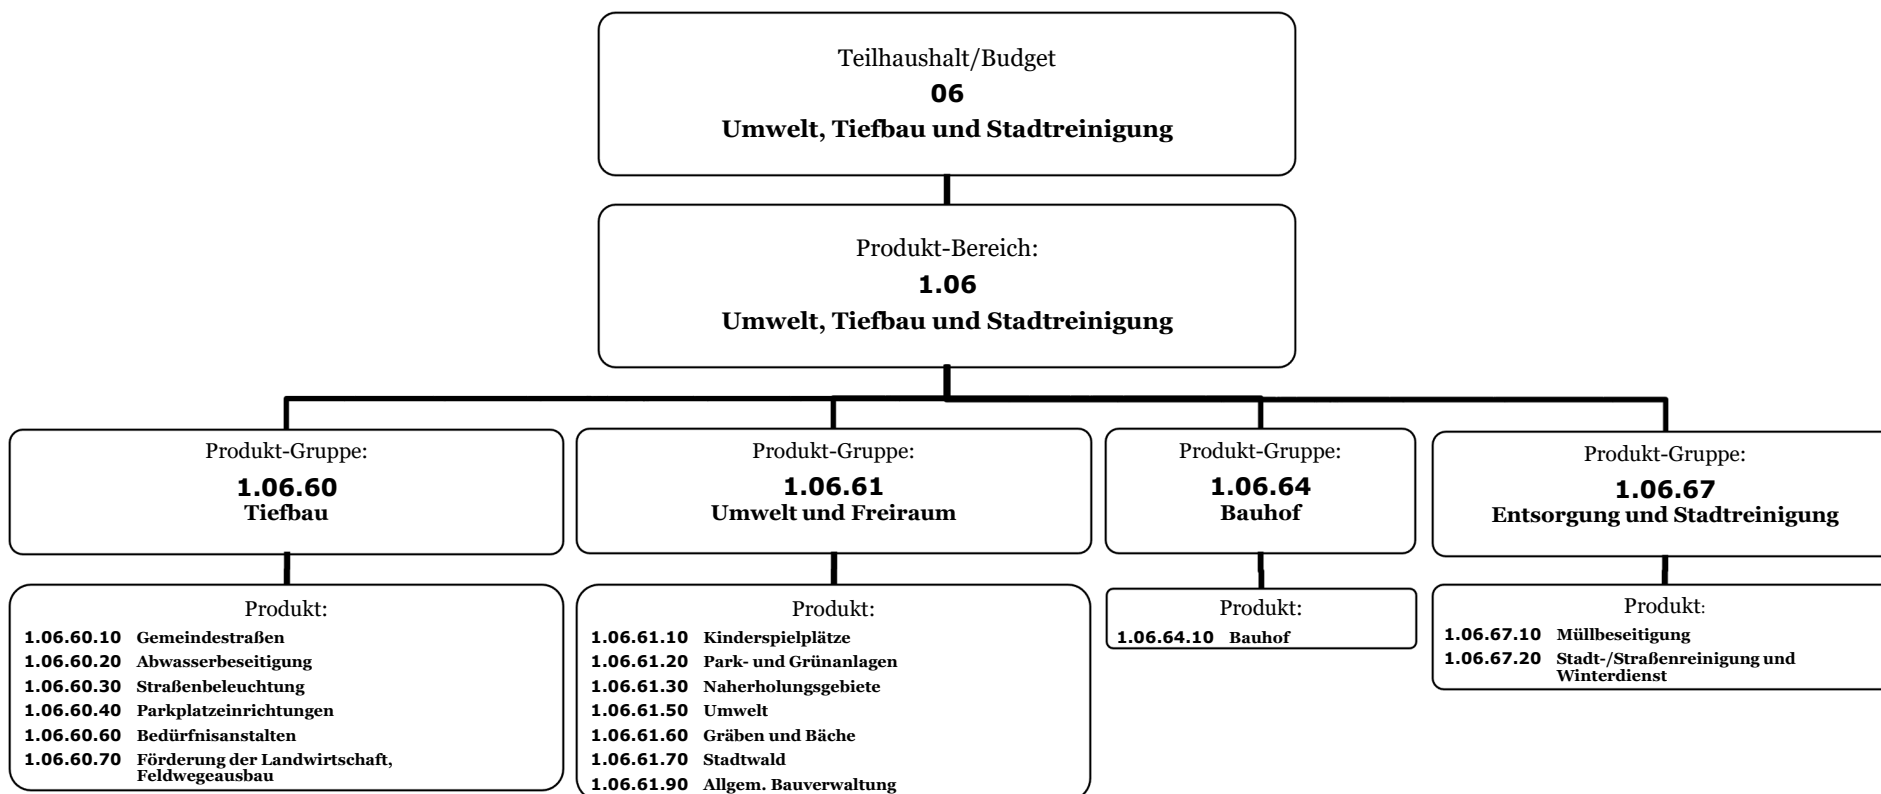 Teilhaushalt/Budget
06
Umwelt, Tiefbau und Stadtreinigung
Produkt-Bereich:
1.06
Umwelt, Tiefbau und Stadtreinigung
Produkt-Gruppe:
1.06.60
Tiefbau
Produkt-Gruppe:
1.06.61
Umwelt und Freiraum
Produkt-Gruppe:
1.06.64
Bauhof
Produkt-Gruppe:
1.06.67
Entsorgung und Stadtreinigung
Produkt:
1.06.60.10 Gemeindestraßen
1.06.60.20 Abwasserbeseitigung
1.06.60.30 Straßenbeleuchtung
1.06.60.40 Parkplatzeinrichtungen
1.06.60.60 Bedürfnisanstalten
1.06.60.70 Förderung der Landwirtschaft,
Feldwegeausbau
Produkt:
1.06.61.10 Kinderspielplätze
1.06.61.20 Park- und Grünanlagen
1.06.61.30 Naherholungsgebiete
1.06.61.50 Umwelt
1.06.61.60 Gräben und Bäche
1.06.61.70 Stadtwald
1.06.61.90 Allgem. Bauverwaltung
Produkt:
1.06.64.10 Bauhof
Produkt:
1.06.67.10 Müllbeseitigung
1.06.67.20 Stadt-/Straßenreinigung und
Winterdienst